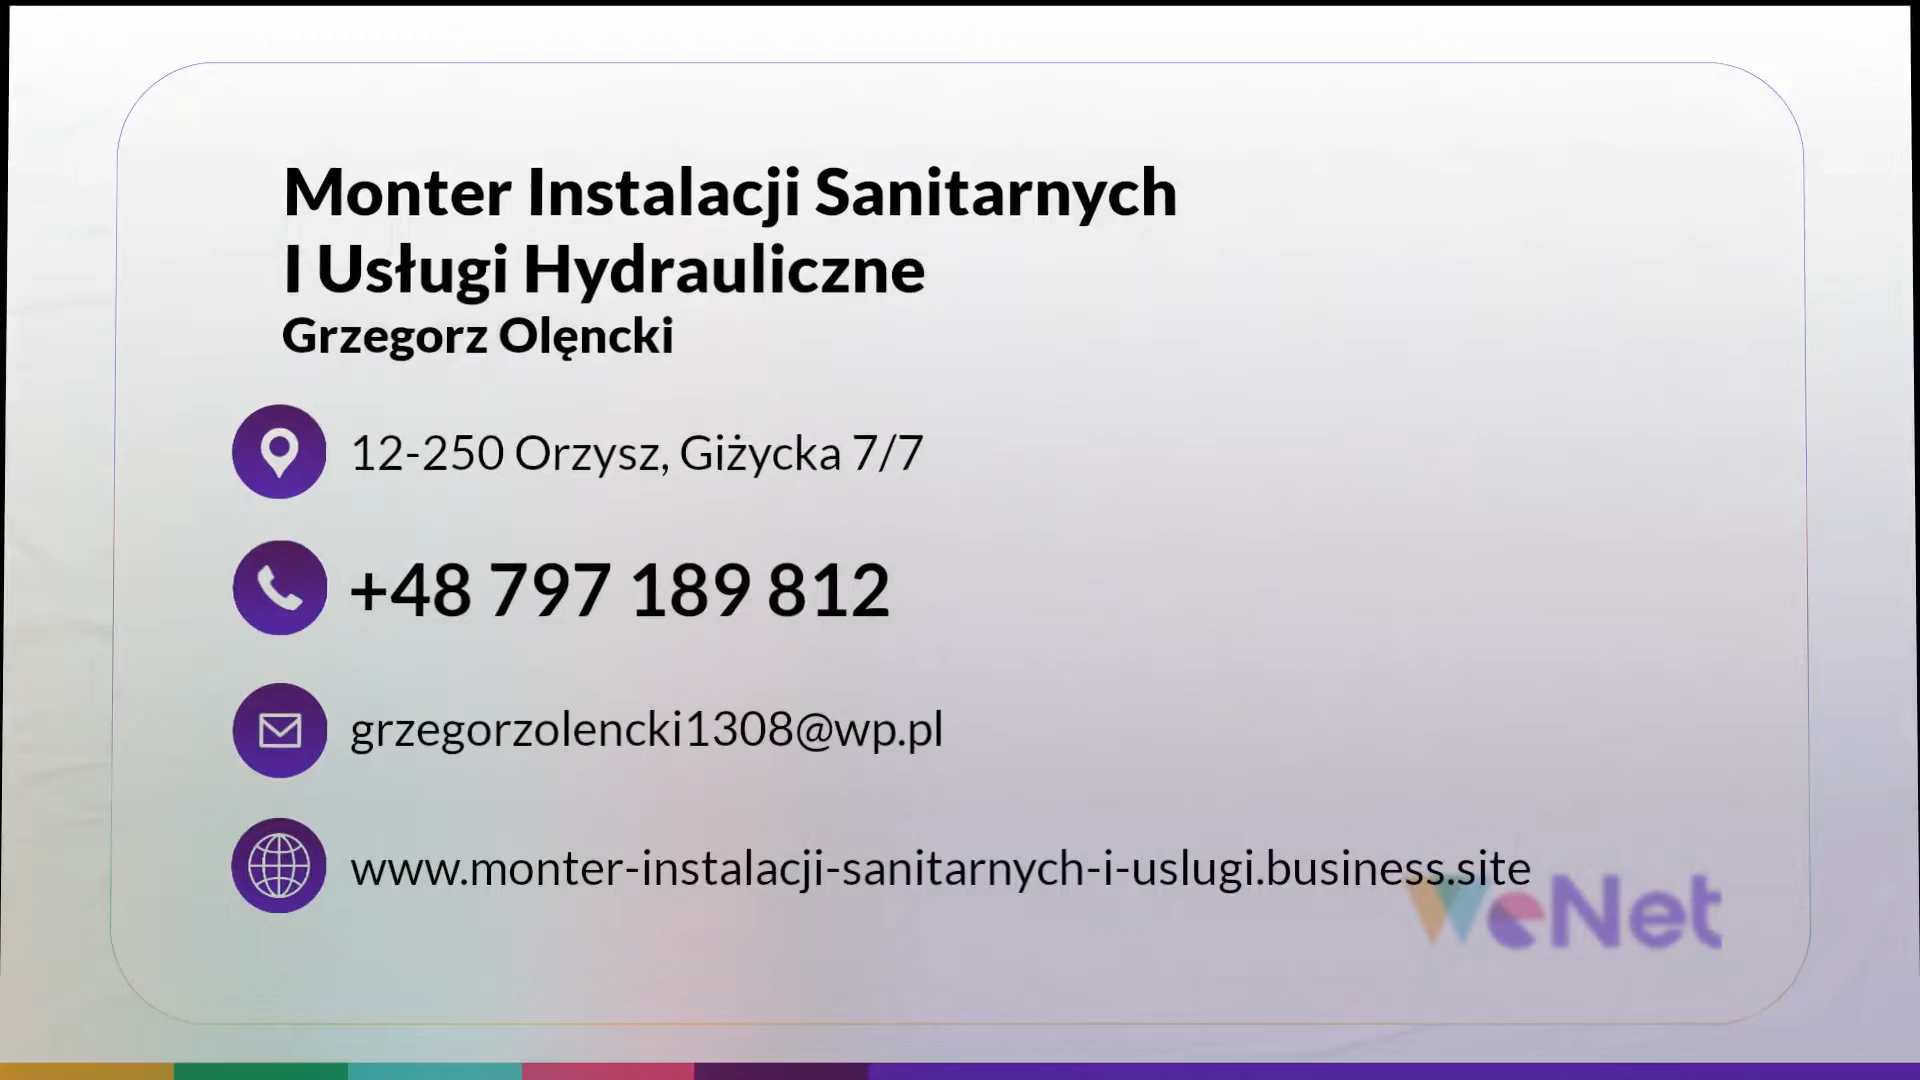 Monter Instalacji Sanitarnych
I Usługi Hydrauliczne
Grzegorz Olęncki
12-250 Orzysz, Giżycka 7/7
+48 797 189 812
grzegorzolencki1308@wp.pl
www.monter-instalacji-sanitarnych-i-uslugi.business.site
WeNet